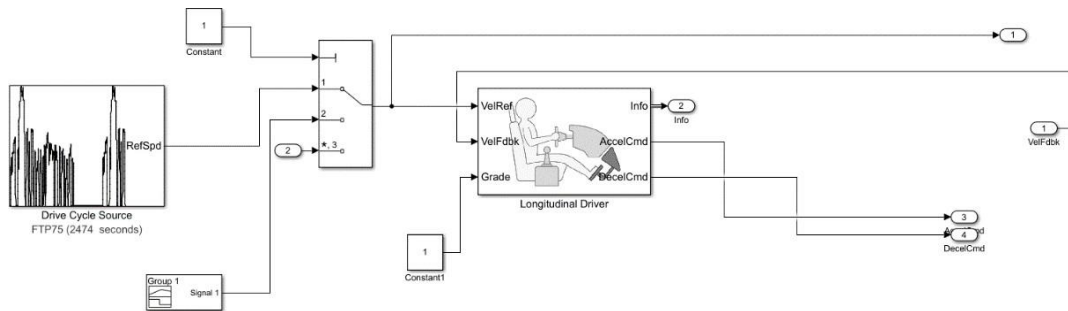 1
Constant
1
1
2
*, 3
2
RefSpd
Drive Cycle Source
FTP75 (2474 seconds)
Group 1
Signal 1
VelRef
VelFdbk
Grade
Info
AccelCmd
DecelCmd
Longitudinal Driver
2
Info
1
VelFdbk
1
Constant1
3
4
DecelCmd